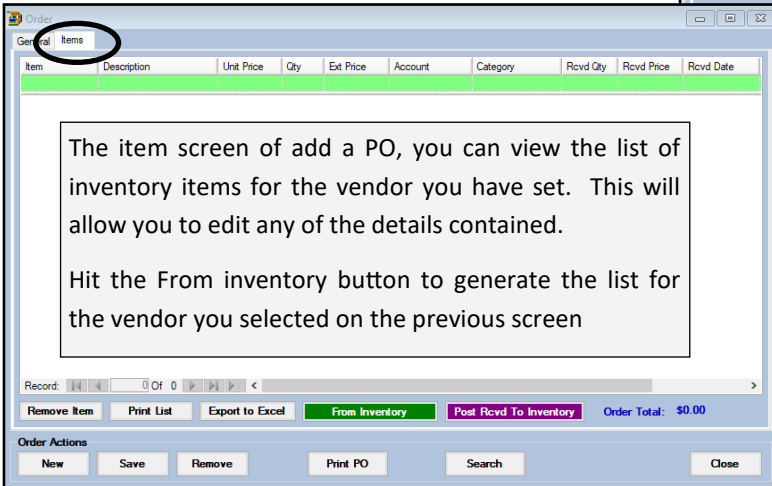 Order
General Items
Item Description Unit Price Qty Ext Price Account Category Rcvd Qty Rcvd Price Rcvd Date
The item screen of add a PO, you can view the list of
inventory items for the vendor you have set. This will
allow you to edit any of the details contained.
Hit the From inventory button to generate the list for
the vendor you selected on the previous screen
Record: 0 Of 0
Remove Item Print List Export to Excel From Inventory Post Rcvd To Inventory Order Total: $0.00
Order Actions
New Save Remove Print PO Search Close